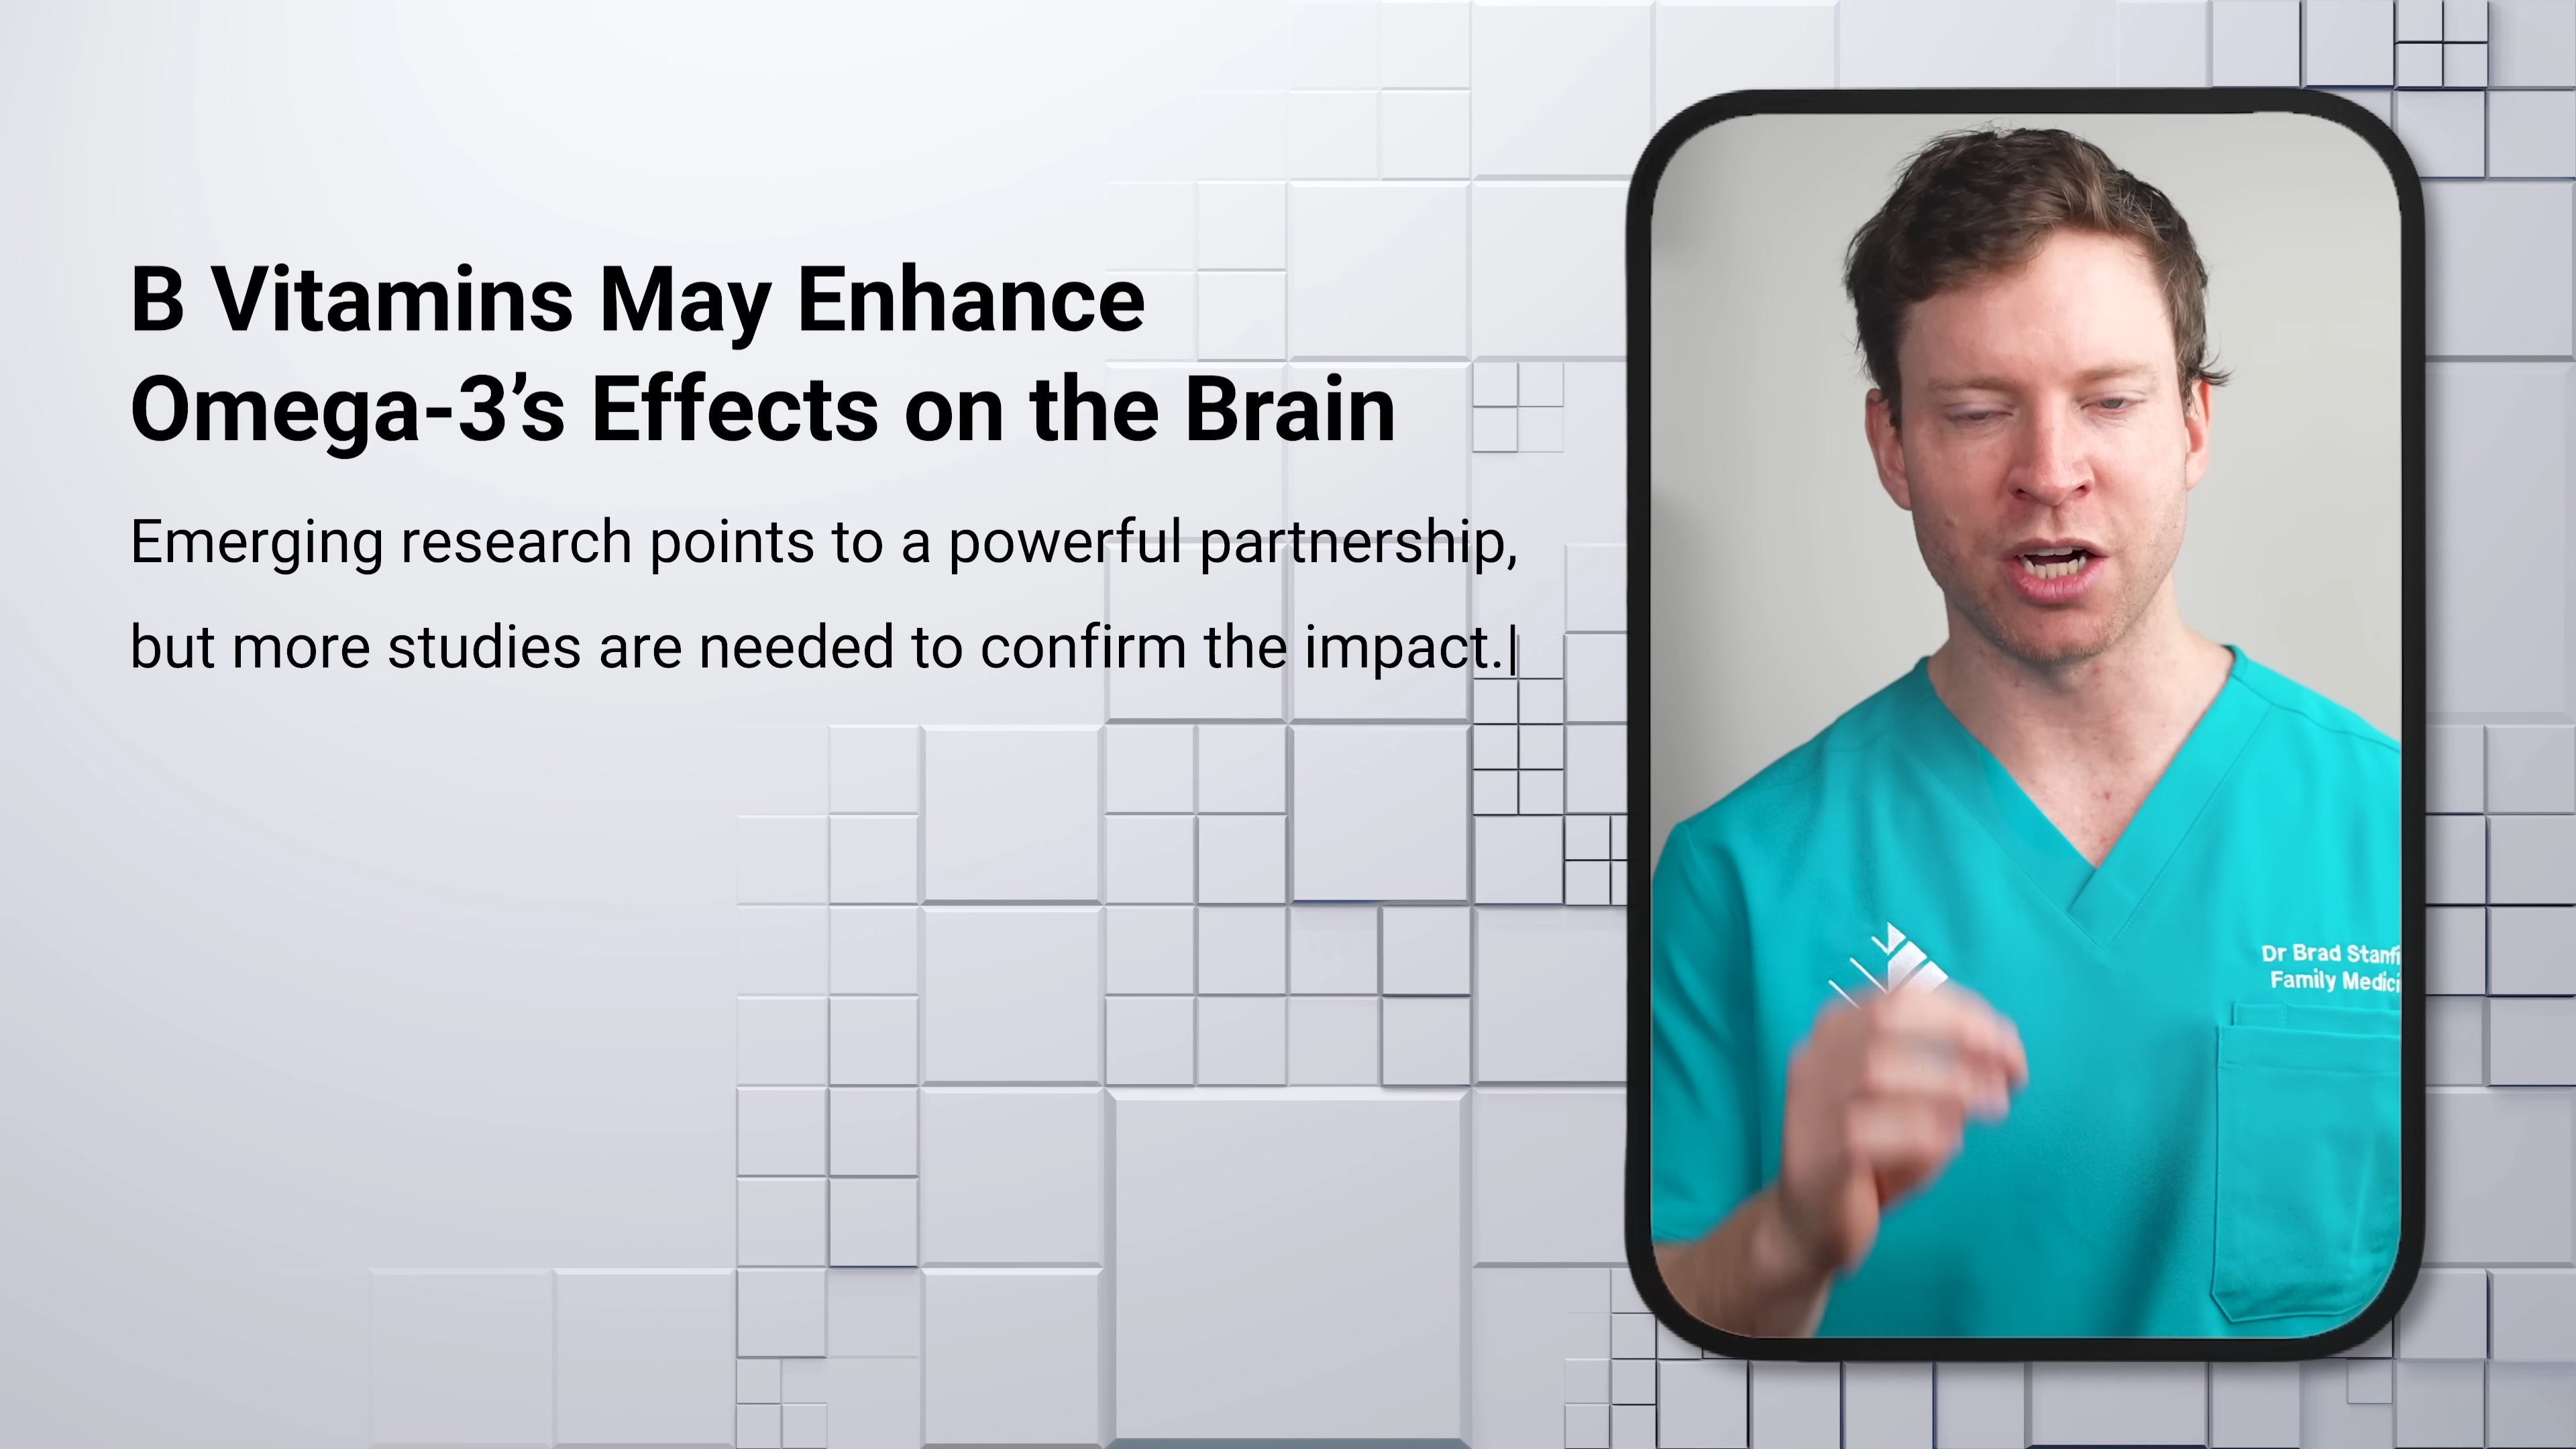 B Vitamins May Enhance
Omega-3’s Effects on the Brain
Emerging research points to a powerful partnership,
but more studies are needed to confirm the impact.
Dr Brad Stanf
Family Medic